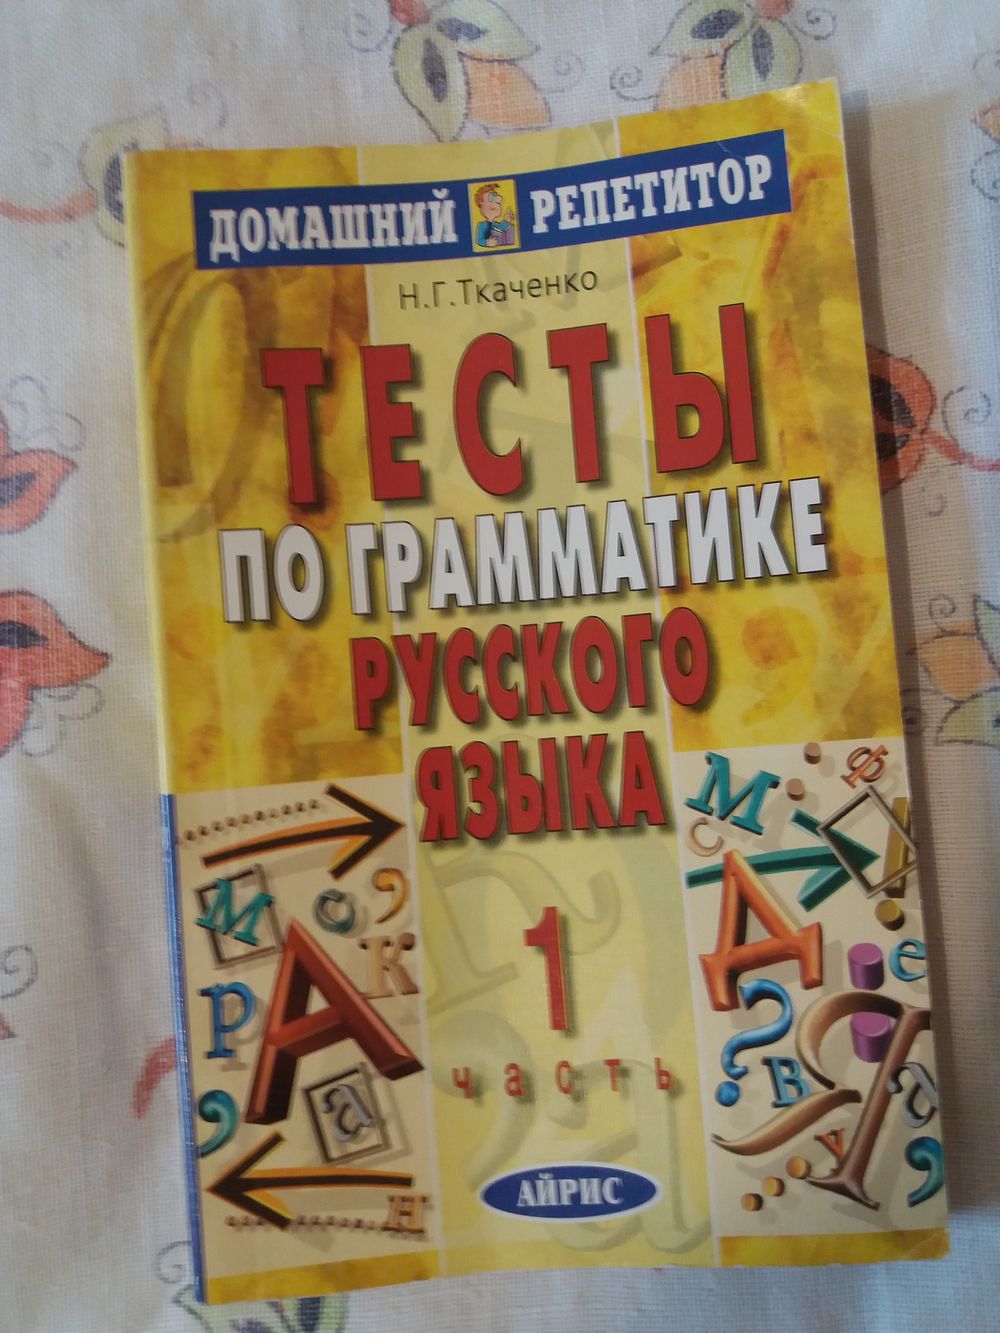 ДОМАШНИЙ РЕПЕТИТОР
Н.Г.Ткаченко
ТЕСТЫ
ПО ГРАММАТИКЕ
РУССКОГО
ЯЗЫКА
1
часть
АЙРИС